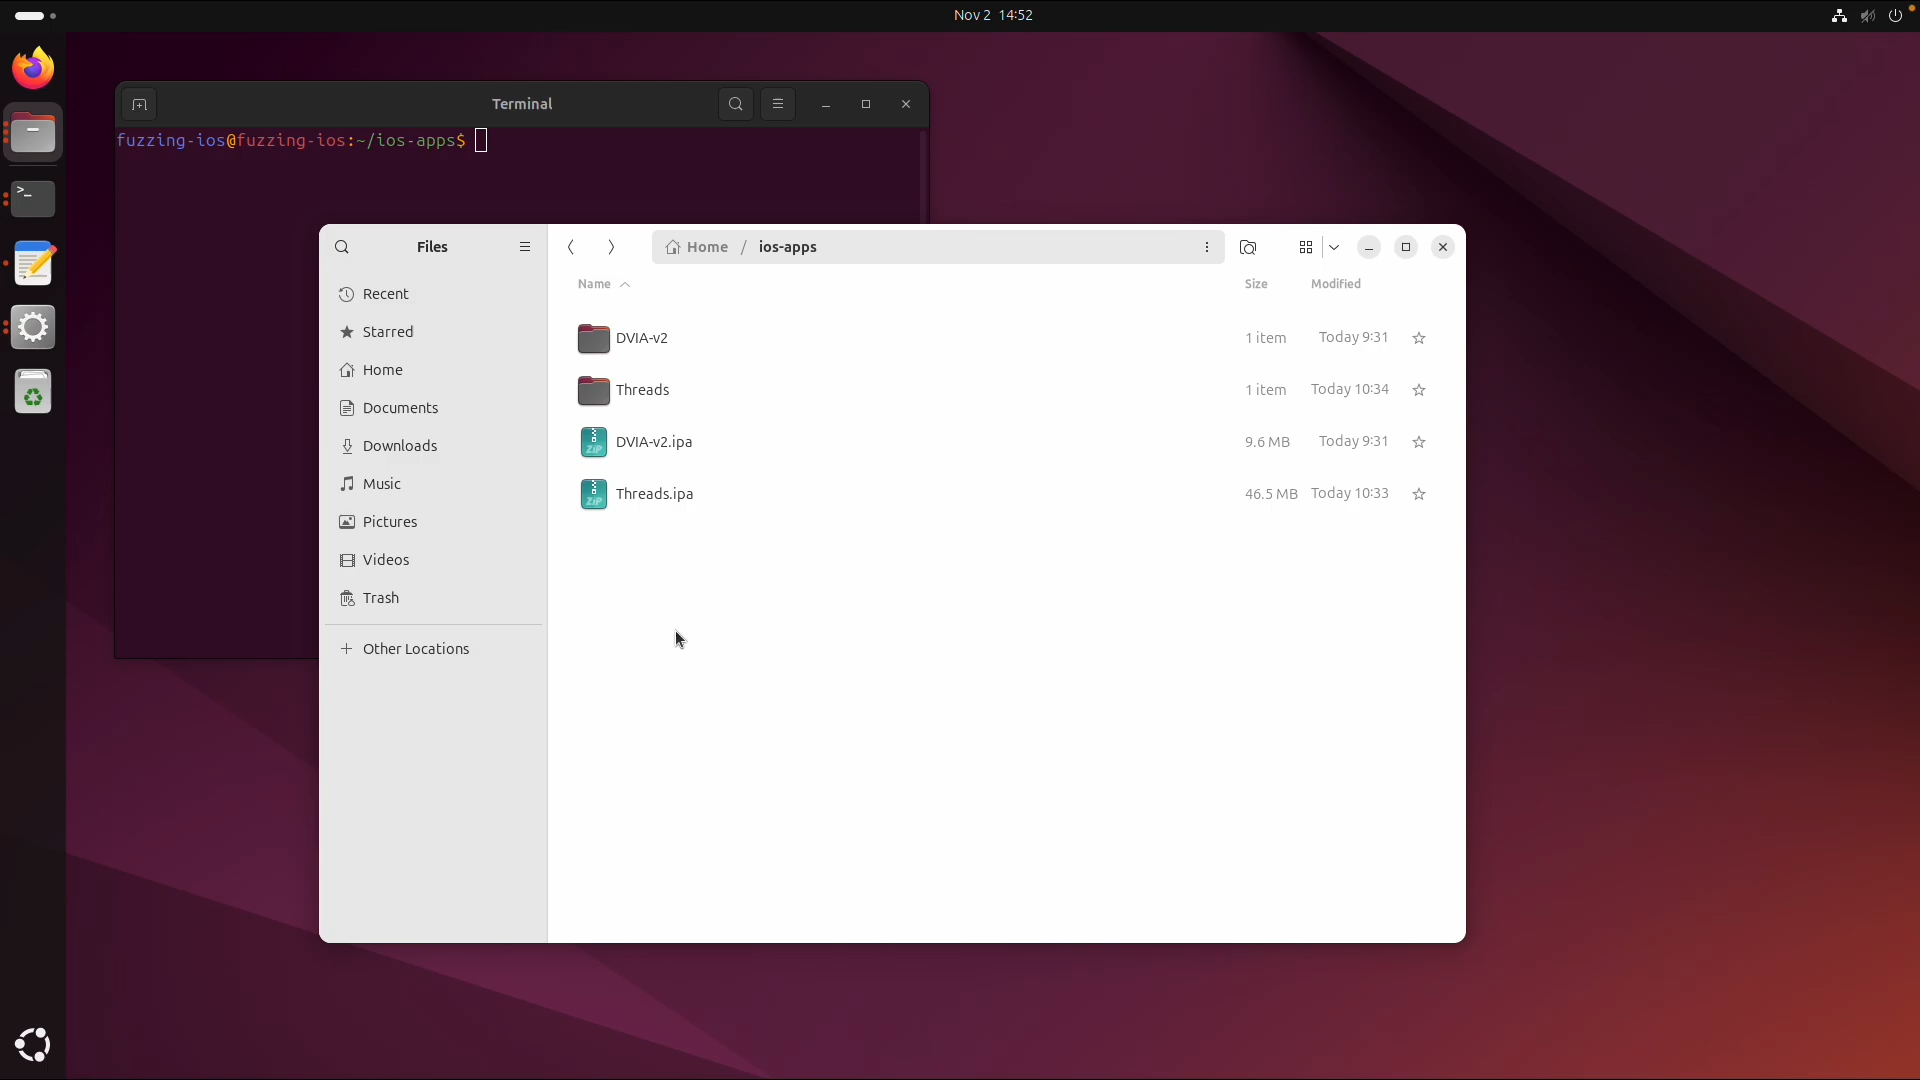 Nov 2 14:52
Terminal
fuzzing-ios@fuzzing-ios:~/ios-apps$
Files
Home / ios-apps
Name
Size
Modified
Recent
Starred
Home
Documents
Downloads
Music
Pictures
Videos
Trash
Other Locations
DVIA-v2 1 item Today 9:31
Threads 1 item Today 10:34
ZIP DVIA-v2.ipa 9.6 MB Today 9:31
ZIP Threads.ipa 46.5 MB Today 10:33
>_